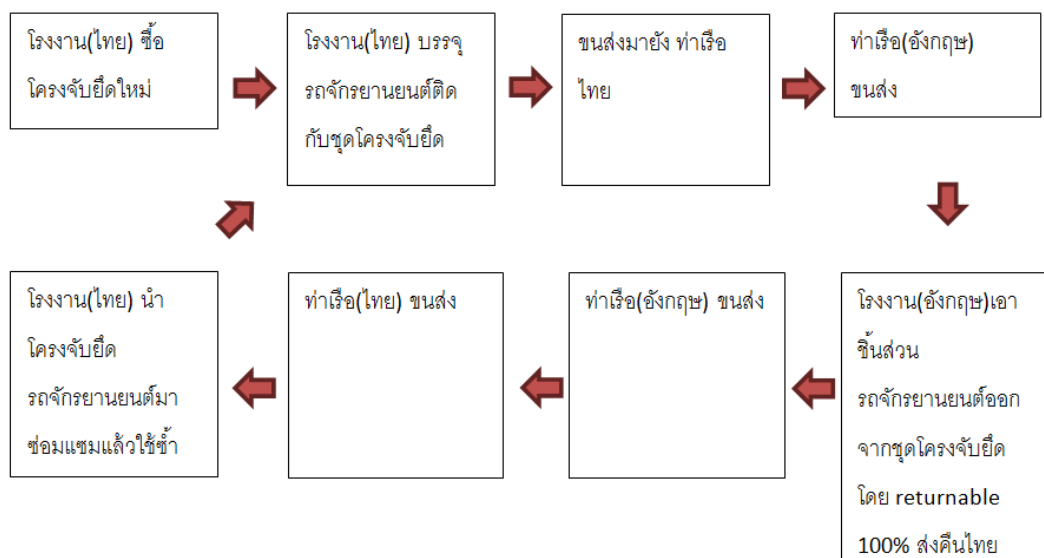 โรงงาน(ไทย) ซื้อ
โครงจับยึดใหม่
โรงงาน(ไทย) บรรจุ
รถจักรยานยนต์ติด
กับชุดโครงจับยึด
ขนส่งมายัง ท่าเรือ
ไทย
ท่าเรือ(อังกฤษ)
ขนส่ง
โรงงาน(อังกฤษ)เอา
ชิ้นส่วน
รถจักรยานยนต์ออก
จากชุดโครงจับยึด
โดย returnable
100% ส่งคืนไทย
ท่าเรือ(อังกฤษ) ขนส่ง
ท่าเรือ(ไทย) ขนส่ง
โรงงาน(ไทย) นำ
โครงจับยึด
รถจักรยานยนต์มา
ซ่อมแซมแล้วใช้ซ้ำ